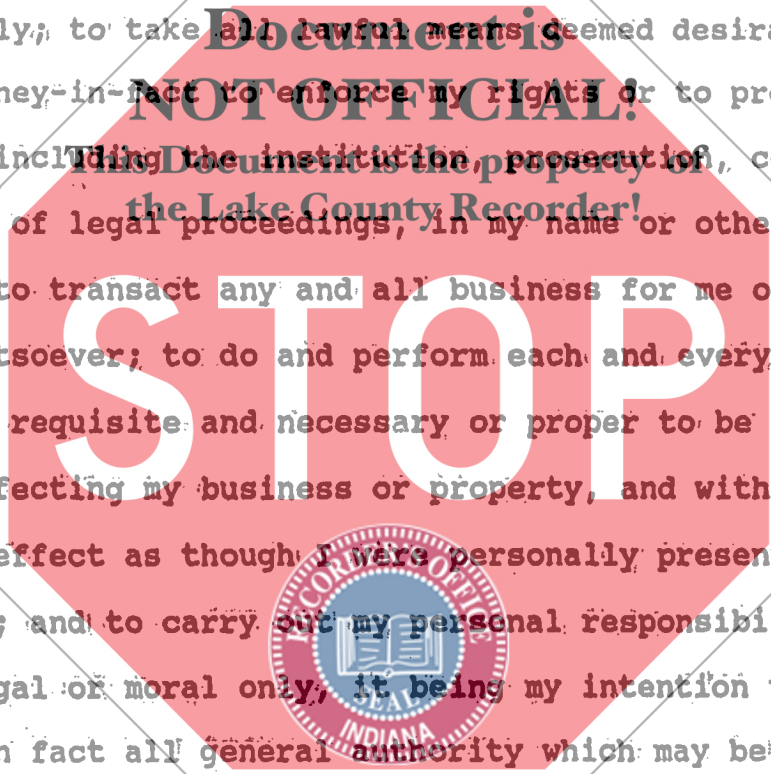 Document is
NOT OFFICIAL!
This Document is the property of
the Lake County Recorder!
STOP
ly; to take all lawful means deemed desira
ney-in-fact to enforce my rights or to pro
including the institution, prosecution, c
of legal proceedings, in my name or othe
to transact any and all business for me o
tsoever; to do and perform each and every
requisite and necessary or proper to be
fecting my business or property, and with
effect as though I were personally presen
; and to carry out my personal responsibi
gal or moral only, it being my intention
n fact all general authority which may be
RECORDER'S OFFICE
SEAL
INDIANA